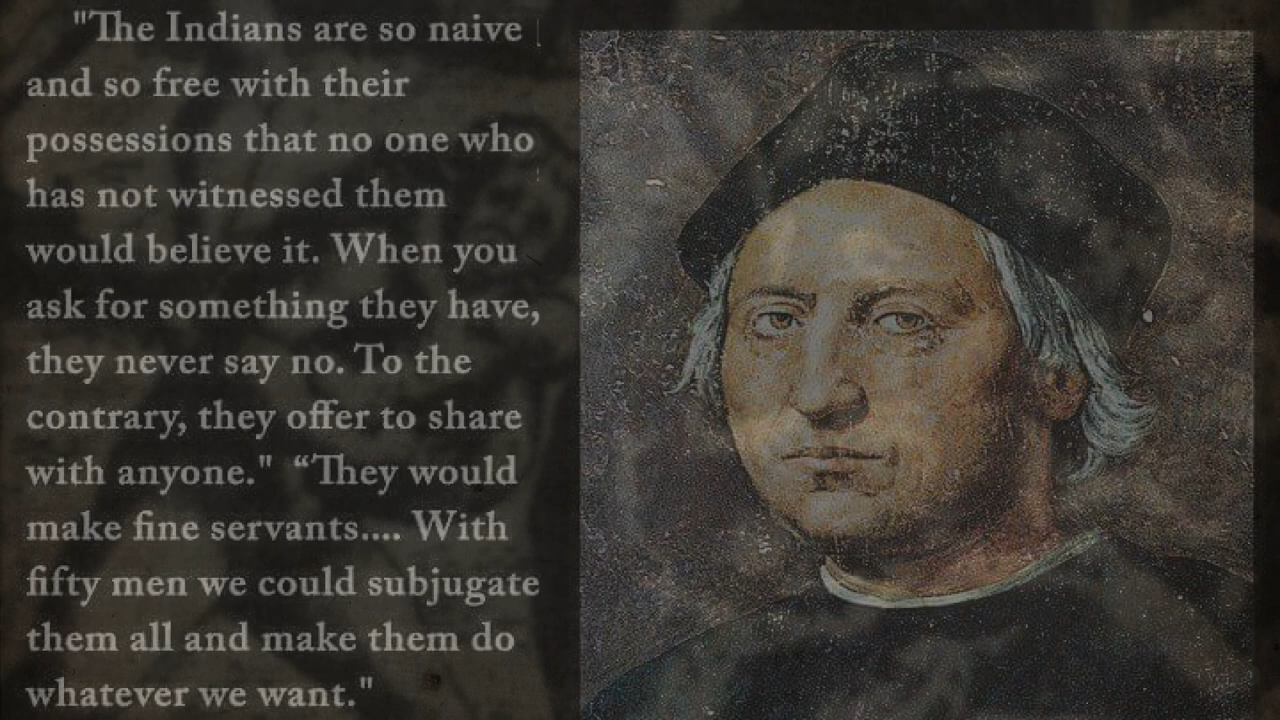 "The Indians are so naive
and so free with their
possessions that no one who
has not witnessed them
would believe it. When you
ask for something they have,
they never say no. To the
contrary, they offer to share
with anyone." “They would
make fine servants.... With
fifty men we could subjugate
them all and make them do
whatever we want."